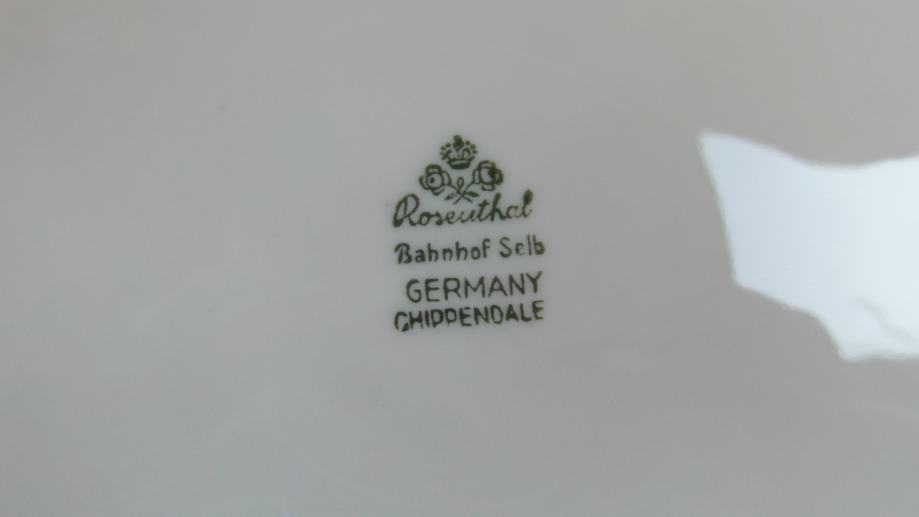 Rosenthal
Bahnhof Selb
GERMANY
CHIPPENDALE